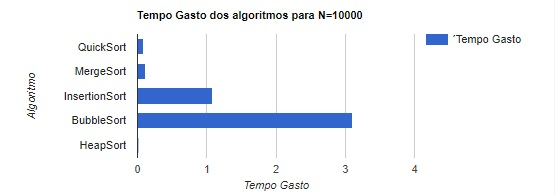 Tempo Gasto dos algoritmos para N=10000
QuickSort
MergeSort
InsertionSort
BubbleSort
HeapSort
Algoritmo
0 1 2 3 4
Tempo Gasto
´Tempo Gasto